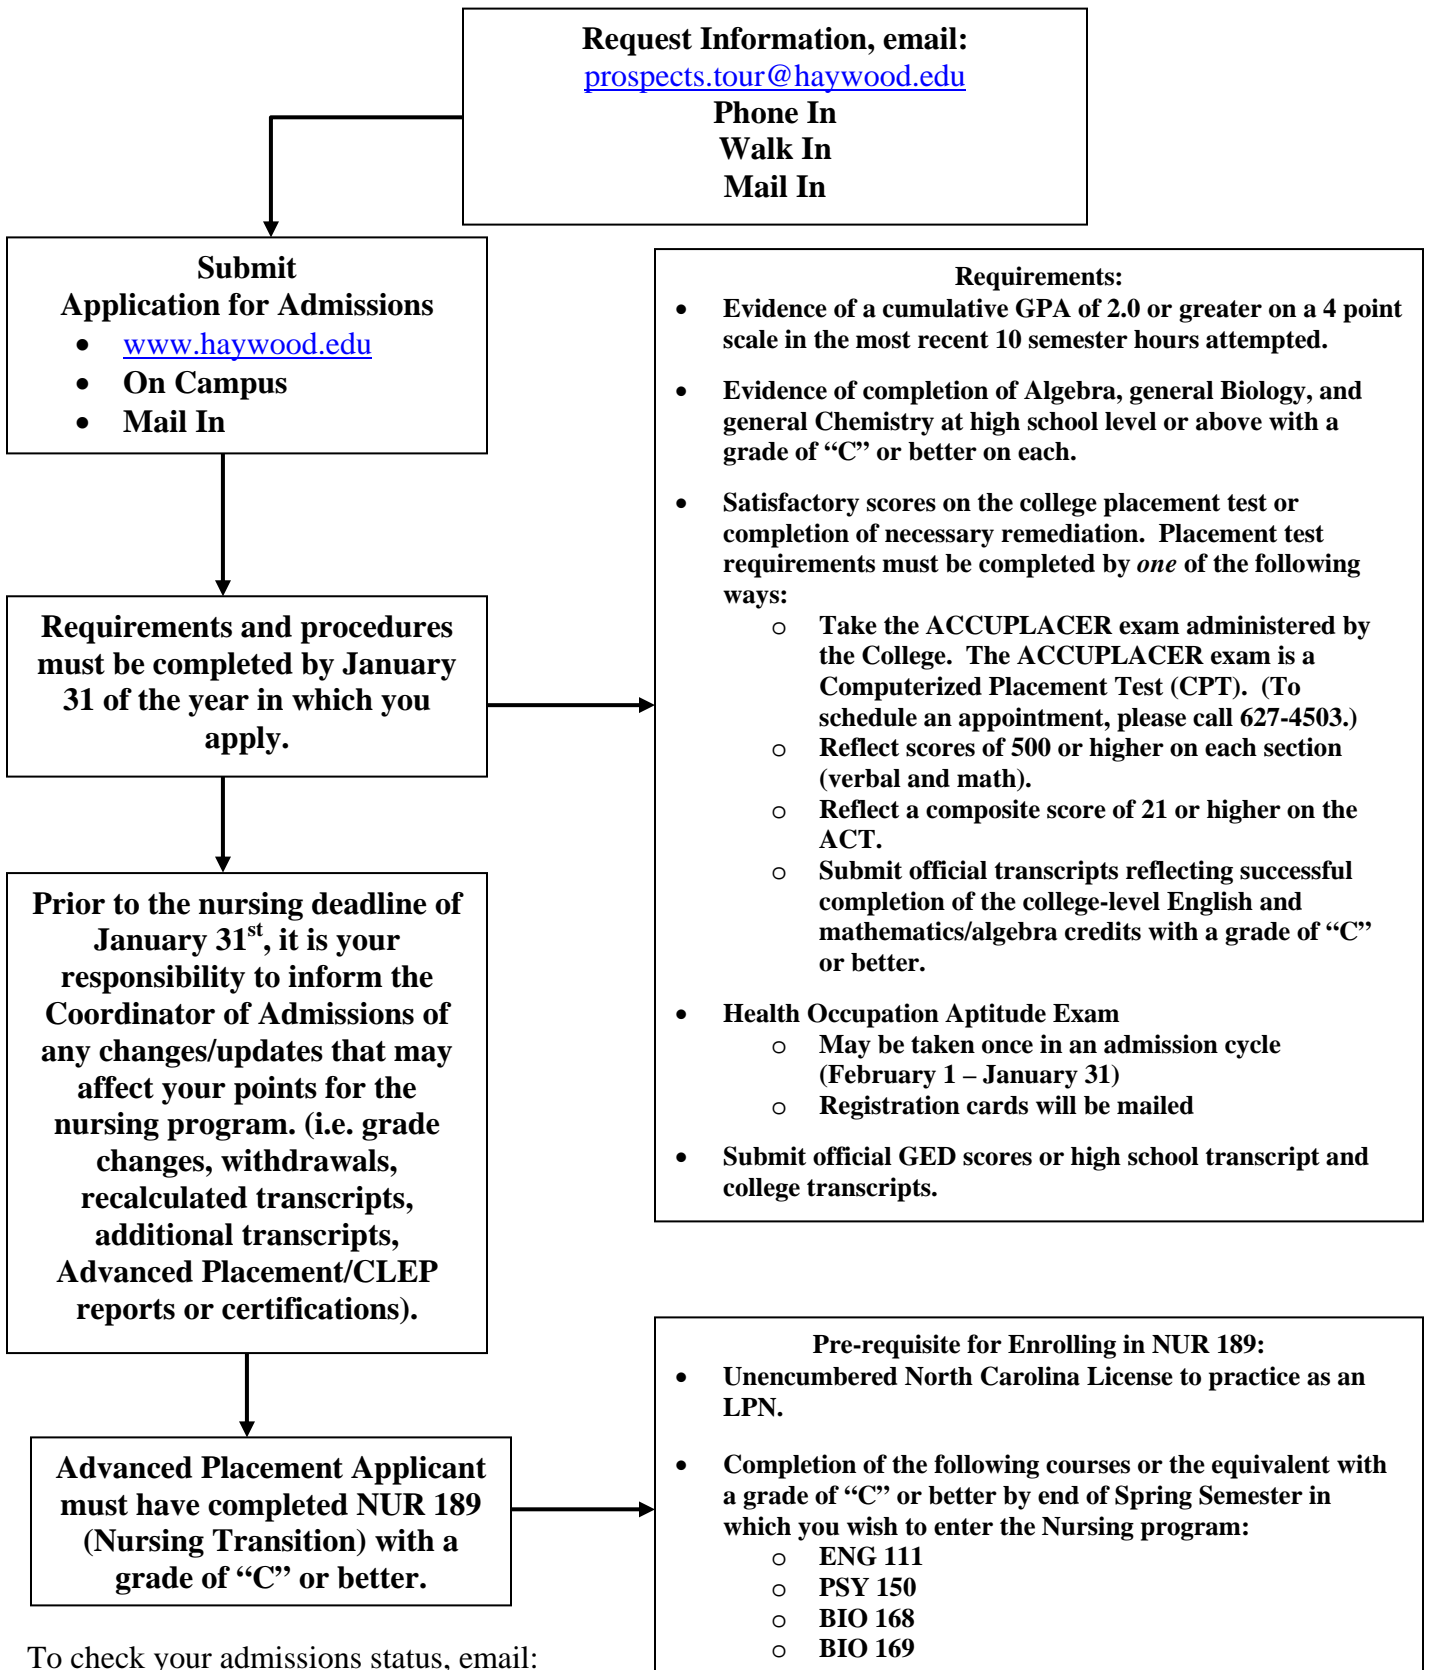 Request Information, email:
prospects.tour@haywood.edu
Phone In
Walk In
Mail In
Submit
Application for Admissions
• www.haywood.edu
• On Campus
• Mail In
Requirements and procedures
must be completed by January
31 of the year in which you
apply.
Requirements:
• Evidence of a cumulative GPA of 2.0 or greater on a 4 point
scale in the most recent 10 semester hours attempted.
• Evidence of completion of Algebra, general Biology, and
general Chemistry at high school level or above with a
grade of “C” or better on each.
• Satisfactory scores on the college placement test or
completion of necessary remediation.  Placement test
requirements must be completed by one of the following
ways:
o Take the ACCUPLACER exam administered by
the College.  The ACCUPLACER exam is a
Computerized Placement Test (CPT).  (To
schedule an appointment, please call 627-4503.)
o Reflect scores of 500 or higher on each section
(verbal and math).
o Reflect a composite score of 21 or higher on the
ACT.
o Submit official transcripts reflecting successful
completion of the college-level English and
mathematics/algebra credits with a grade of “C”
or better.
• Health Occupation Aptitude Exam
o May be taken once in an admission cycle
(February 1 – January 31)
o Registration cards will be mailed
• Submit official GED scores or high school transcript and
college transcripts.
Prior to the nursing deadline of
January 31st, it is your
responsibility to inform the
Coordinator of Admissions of
any changes/updates that may
affect your points for the
nursing program. (i.e. grade
changes, withdrawals,
recalculated transcripts,
additional transcripts,
Advanced Placement/CLEP
reports or certifications).
Advanced Placement Applicant
must have completed NUR 189
(Nursing Transition) with a
grade of “C” or better.
Pre-requisite for Enrolling in NUR 189:
• Unencumbered North Carolina License to practice as an
LPN.
• Completion of the following courses or the equivalent with
a grade of “C” or better by end of Spring Semester in
which you wish to enter the Nursing program:
o ENG 111
o PSY 150
o BIO 168
o BIO 169
To check your admissions status, email: